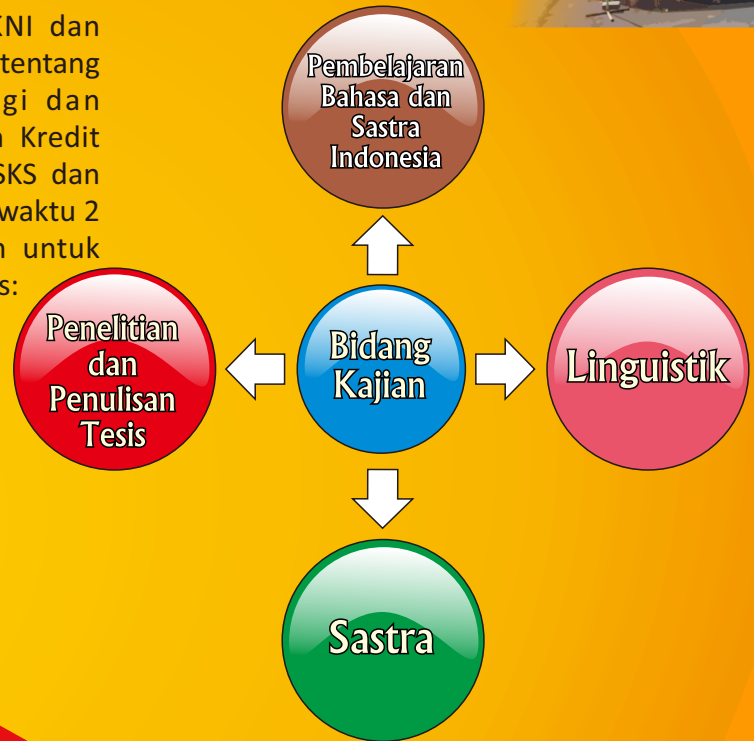 KNI dan
tentang
gi dan
Kredit
SKS dan
waktu 2
untuk
s:
Pembelajaran
Bahasa dan
Sastra
Indonesia
Penelitian
dan
Penulisan
Tesis
Bidang
Kajian
Linguistik
Sastra